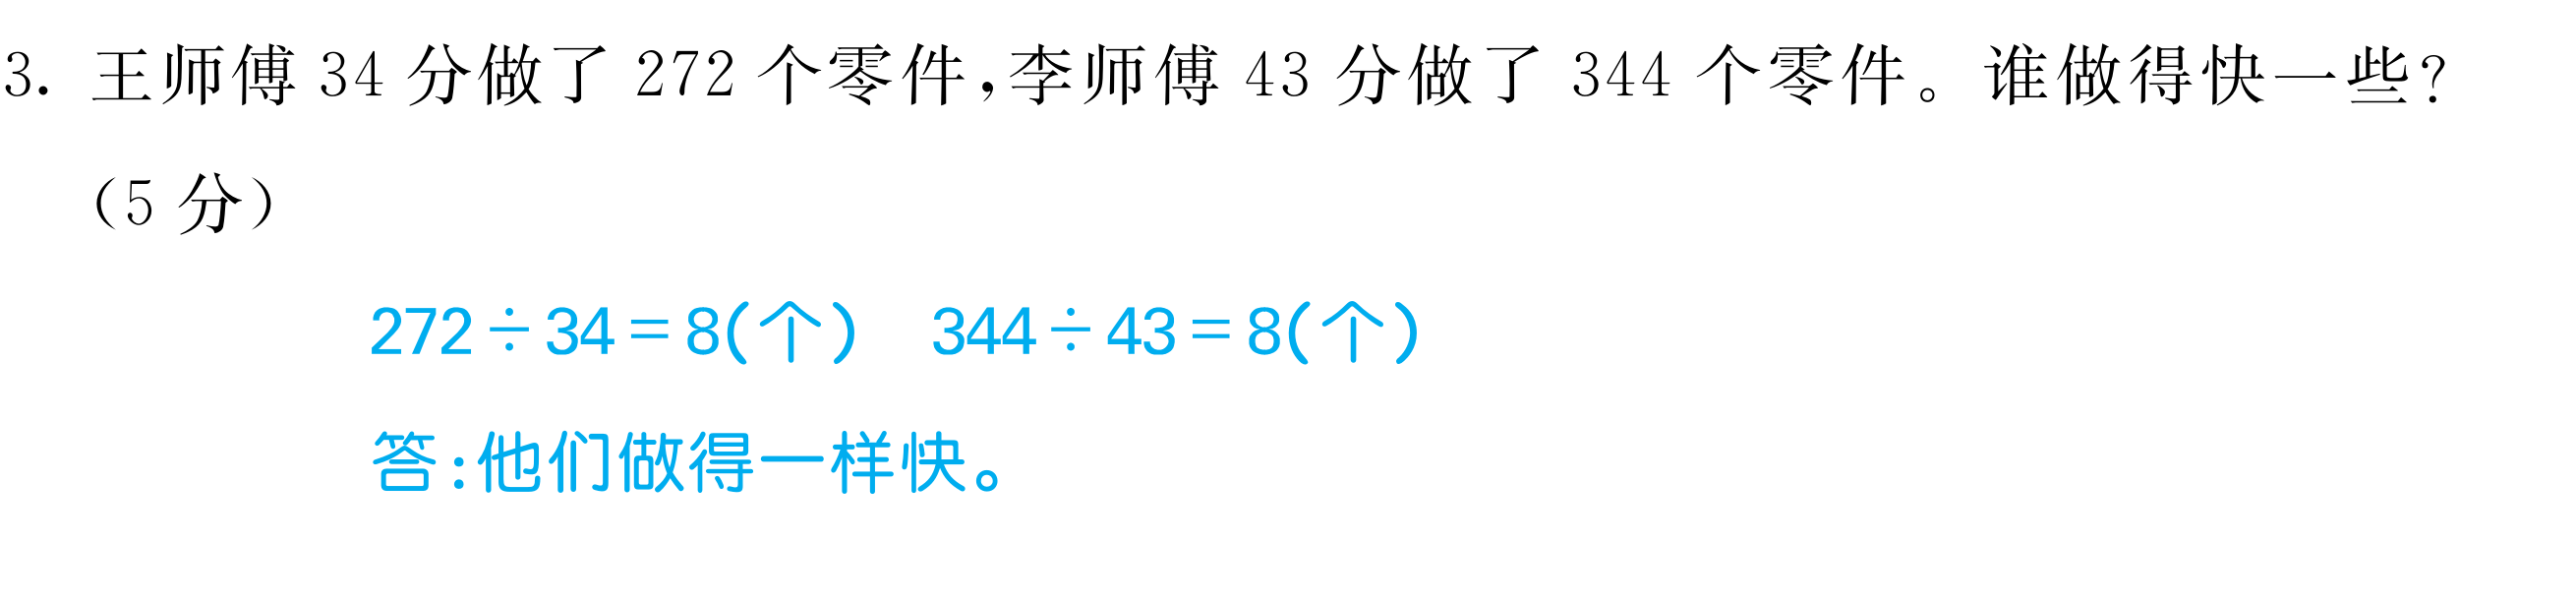 3. 王师傅 34 分做了 272 个零件,李师傅 43 分做了 344 个零件。谁做得快一些?
(5 分)
272÷34=8(个) 344÷43=8(个)
答:他们做得一样快。